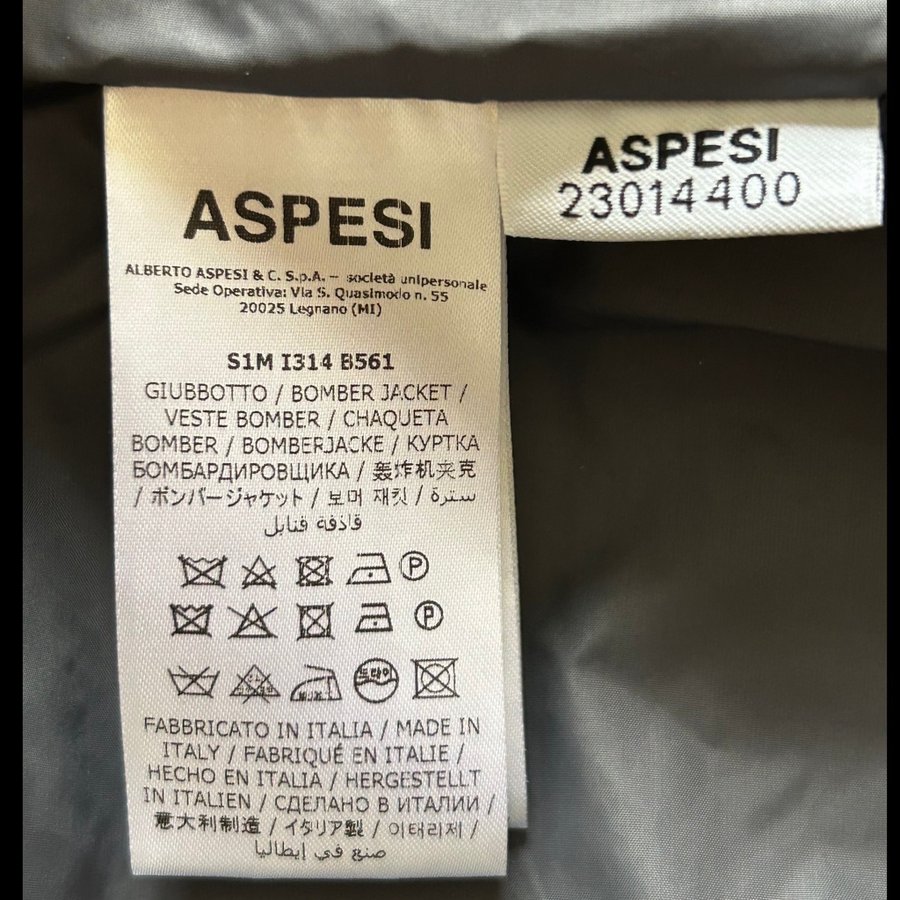 ASPESI
ALBERTO ASPESI & C. S.p.A. – società unipersonale
Sede Operativa: Via S. Quasimodo n. 55
20025 Legnano (MI)
S1M I314 B561
GIUBBOTTO / BOMBER JACKET /
VESTE BOMBER / CHAQUETA
BOMBER / BOMBERJACKE / КУРТКА
БОМБАРДИРОВЩИКА / 轰炸机夹克
/ ボンバージャケット / 보머 재킷 / سترة
قاذفة قنابل
P
P
드라이
FABBRICATO IN ITALIA / MADE IN
ITALY / FABRIQUÉ EN ITALIE /
HECHO EN ITALIA / HERGESTELLT
IN ITALIEN / СДЕЛАНО В ИТАЛИИ /
意大利制造 / イタリア製 / 이태리제 /
صنع في إيطاليا
ASPESI
23014400